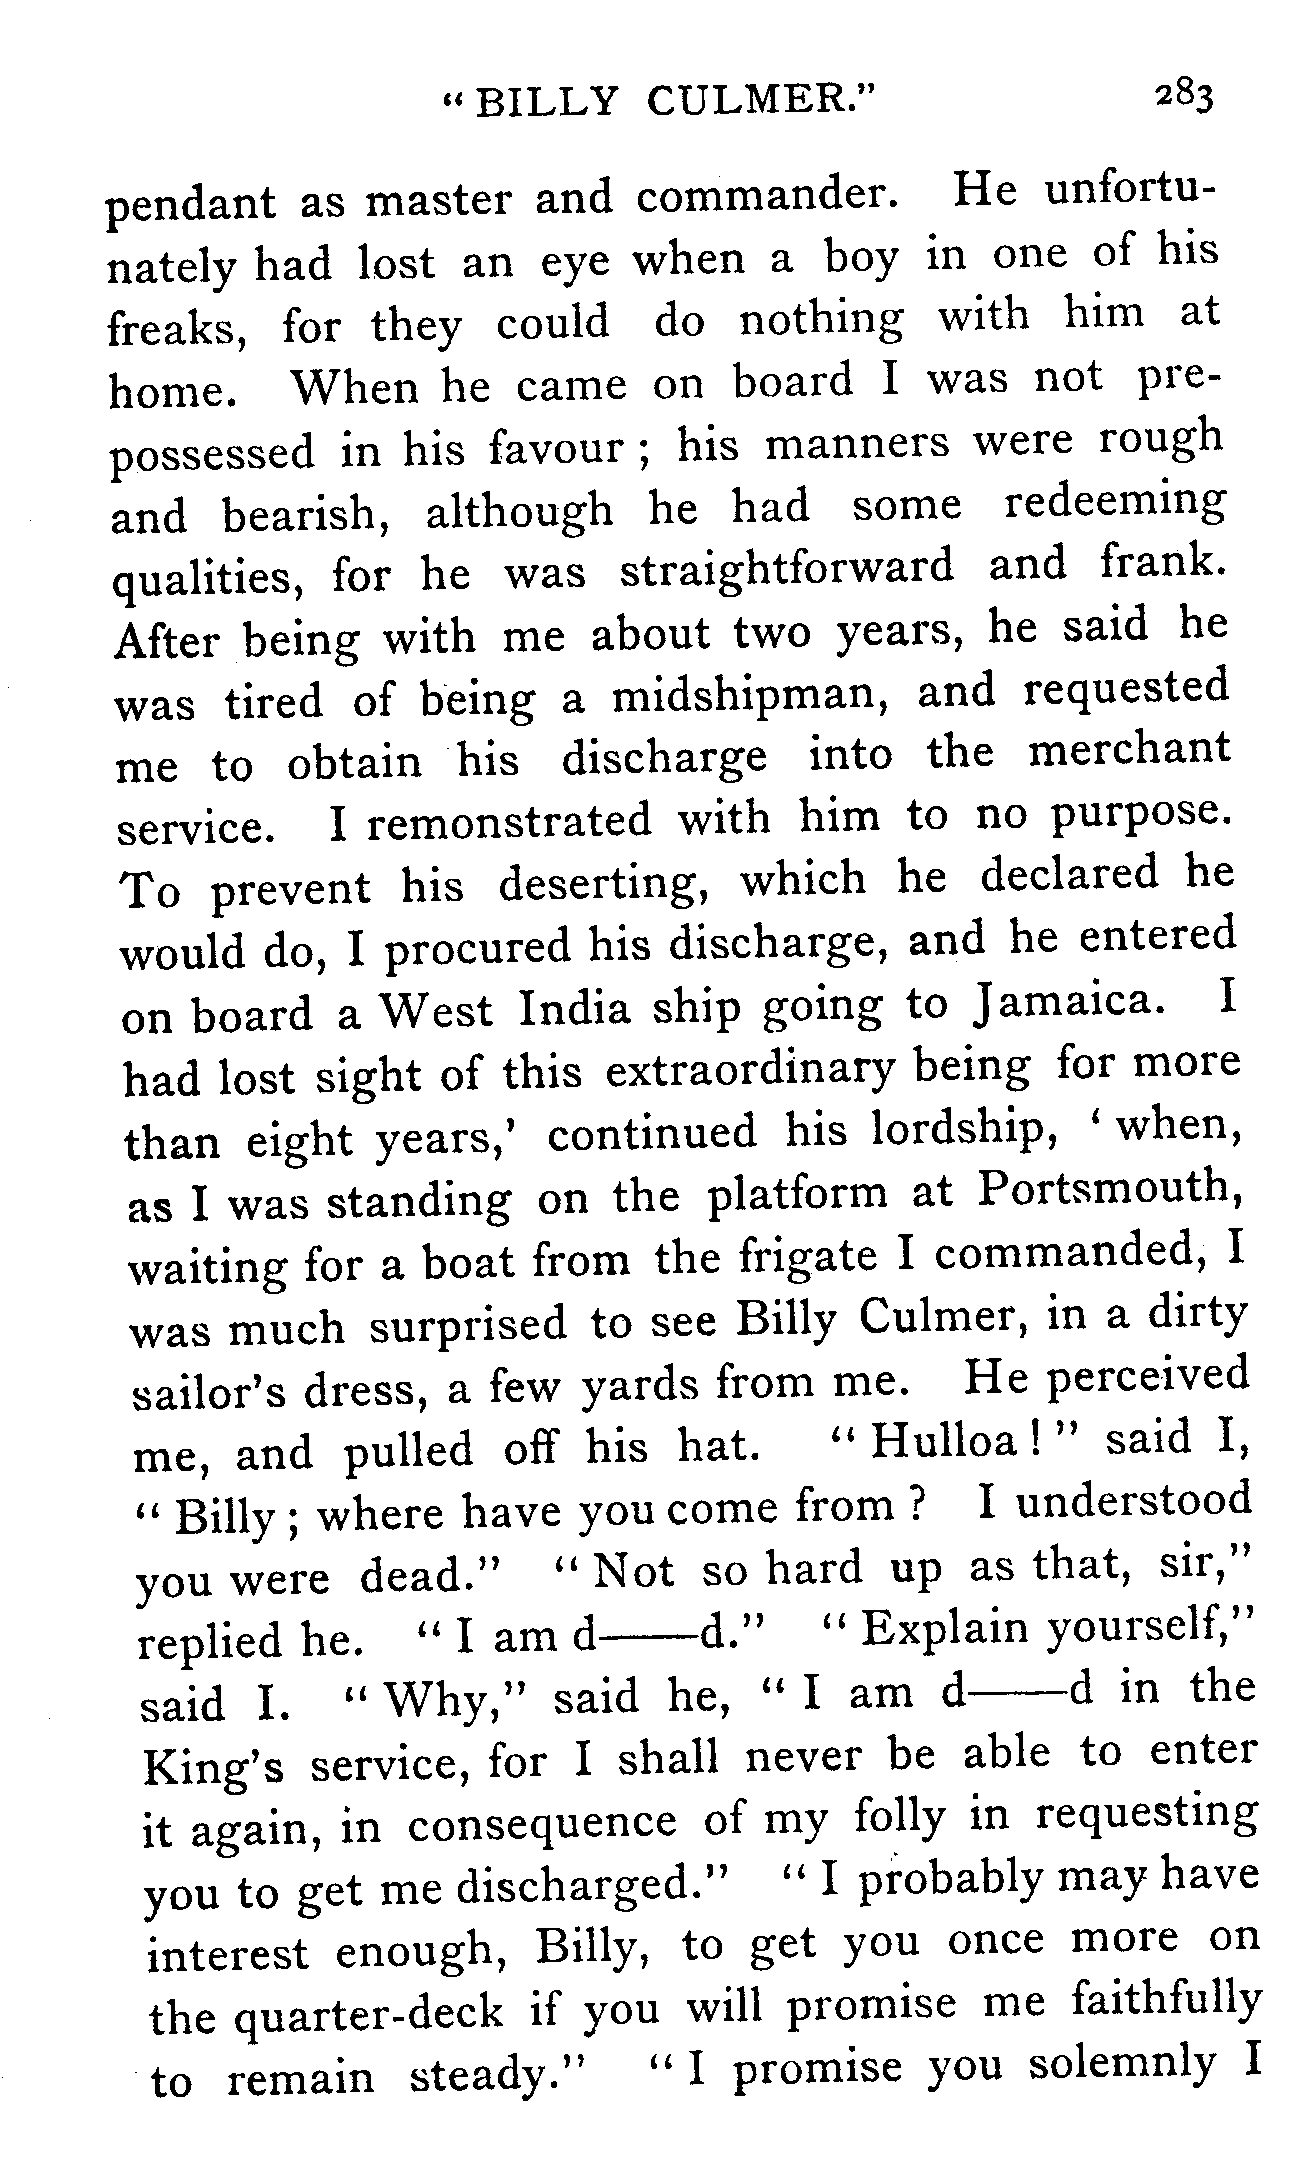 “ BILLY CULMER.” 283
pendant as master and commander. He unfortu-
nately had lost an eye when a boy in one of his
freaks, for they could do nothing with him at
home. When he came on board I was not pre-
possessed in his favour ; his manners were rough
and bearish, although he had some redeeming
qualities, for he was straightforward and frank.
After being with me about two years, he said he
was tired of being a midshipman, and requested
me to obtain his discharge into the merchant
service. I remonstrated with him to no purpose.
To prevent his deserting, which he declared he
would do, I procured his discharge, and he entered
on board a West India ship going to Jamaica. I
had lost sight of this extraordinary being for more
than eight years,’ continued his lordship, ‘ when,
as I was standing on the platform at Portsmouth,
waiting for a boat from the frigate I commanded, I
was much surprised to see Billy Culmer, in a dirty
sailor’s dress, a few yards from me. He perceived
me, and pulled off his hat. “ Hulloa ! ” said I,
“ Billy ; where have you come from ? I understood
you were dead.” “ Not so hard up as that, sir,”
replied he. “ I am d——d.” “ Explain yourself,”
said I. “ Why,” said he, “ I am d——d in the
King’s service, for I shall never be able to enter
it again, in consequence of my folly in requesting
you to get me discharged.” “ I probably may have
interest enough, Billy, to get you once more on
the quarter-deck if you will promise me faithfully
to remain steady.” “ I promise you solemnly I